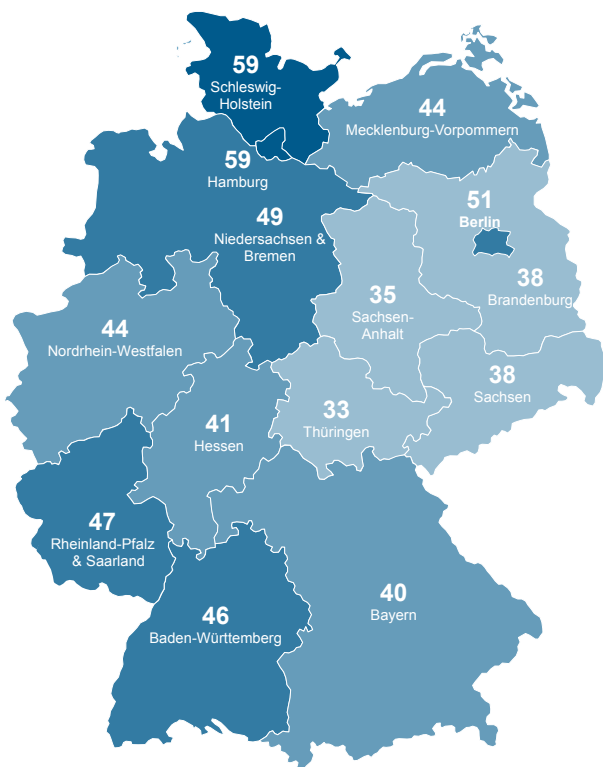 59
Schleswig-
Holstein
44
Mecklenburg-Vorpommern
59
Hamburg
49
Niedersachsen &
Bremen
51
Berlin
38
Brandenburg
35
Sachsen-
Anhalt
44
Nordrhein-Westfalen
38
Sachsen
33
Thüringen
41
Hessen
47
Rheinland-Pfalz
& Saarland
46
Baden-Württemberg
40
Bayern